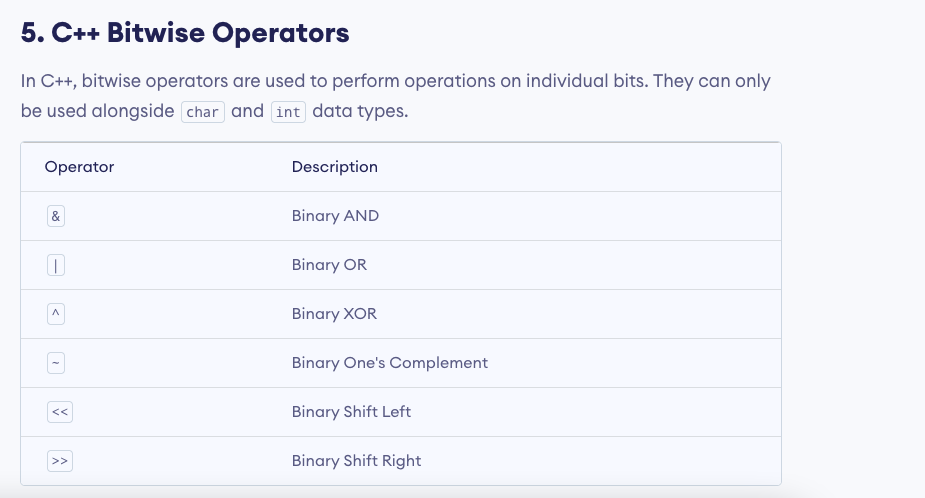 5. C++ Bitwise Operators
In C++, bitwise operators are used to perform operations on individual bits. They can only
be used alongside char and int data types.
Operator Description
& Binary AND
| Binary OR
^ Binary XOR
~ Binary One's Complement
<< Binary Shift Left
>> Binary Shift Right